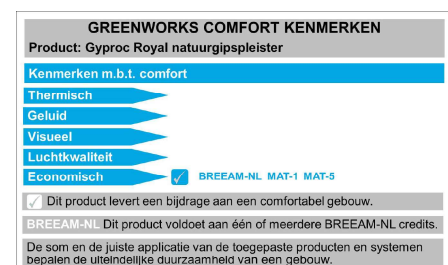 GREENWORKS COMFORT KENMERKEN
Product: Gyproc Royal natuurgipspleister
Kenmerken m.b.t. comfort
Thermisch
Geluid
Visueel
Luchtkwaliteit
Economisch BREEAM-NL MAT-1 MAT-5
Dit product levert een bijdrage aan een comfortabel gebouw.
BREEAM-NL Dit product voldoet aan één of meerdere BREEAM-NL credits.
De som en de juiste applicatie van de toegepaste producten en systemen
bepalen de uiteindelijke duurzaamheid van een gebouw.